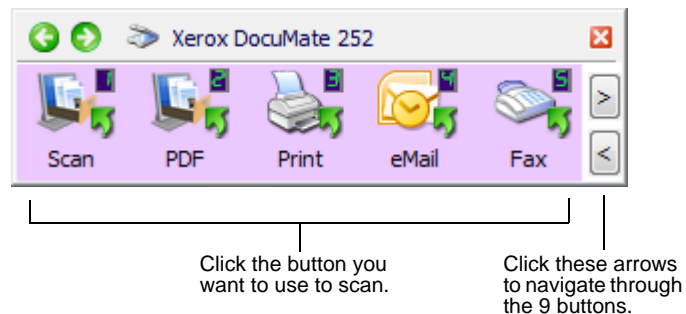 Xerox DocuMate 252
1 2 3 4 5
Scan PDF Print eMail Fax
>
<
Click the button you
want to use to scan.
Click these arrows
to navigate through
the 9 buttons.